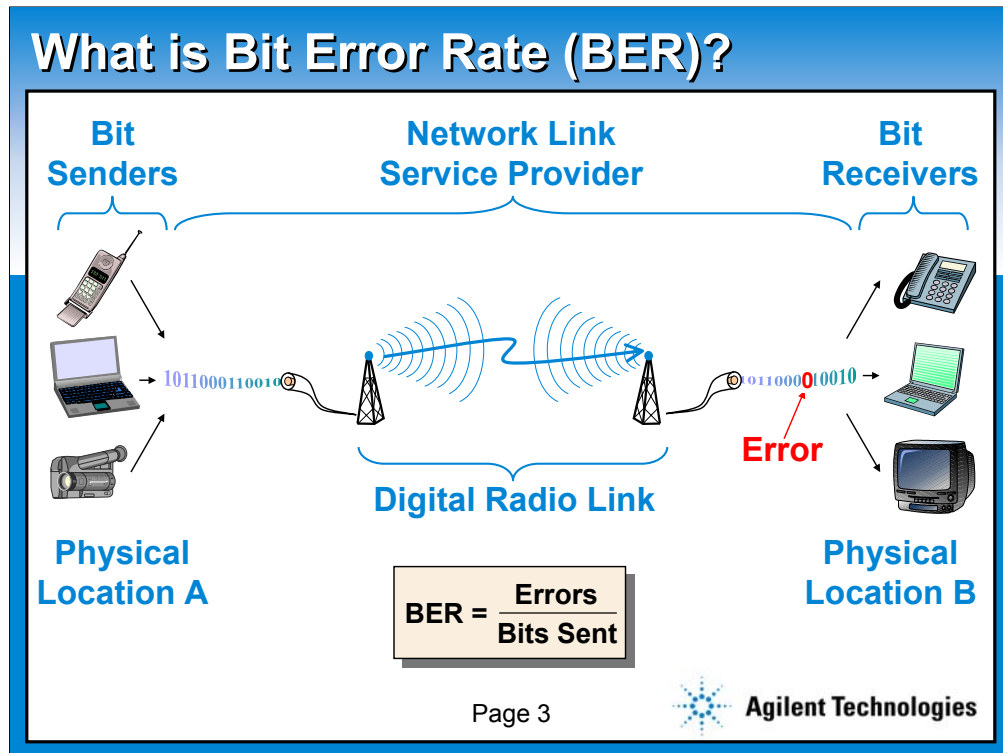 What is Bit Error Rate (BER)?
Bit
Senders
Network Link
Service Provider
Bit
Receivers
1011000110010
1011000010010
Error
Digital Radio Link
Physical
Location A
Physical
Location B
BER = Errors
Bits Sent
Page 3
Agilent Technologies